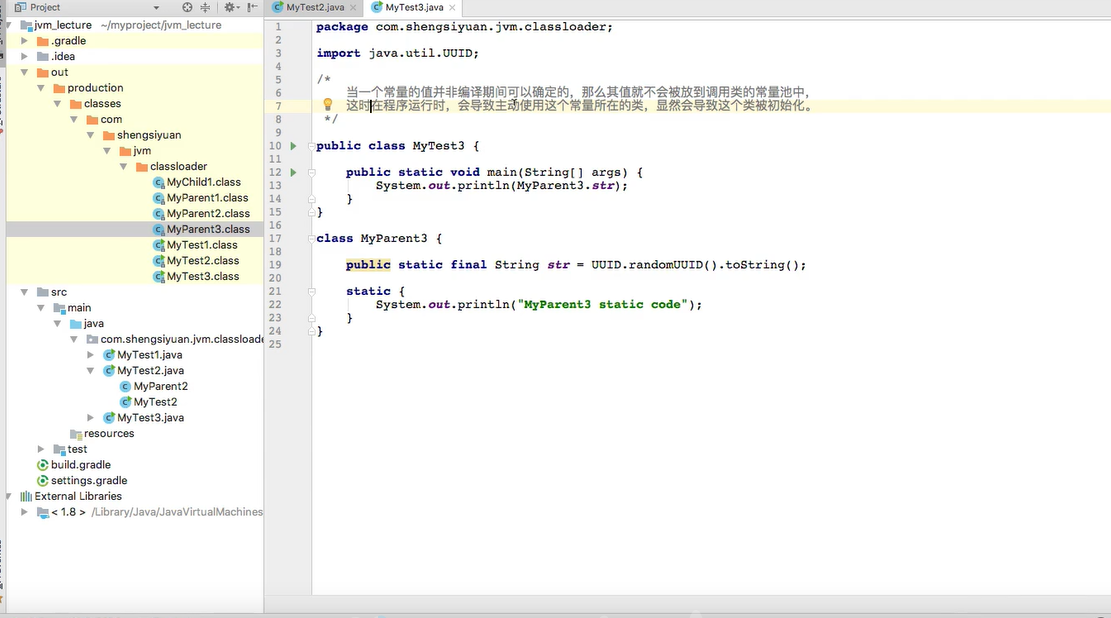 Project
MyTest2.java
MyTest3.java
jvm_lecture ~/myproject/jvm_lecture
.gradle
.idea
out
production
classes
com
shengsiyuan
jvm
classloader
MyChild1.class
MyParent1.class
MyParent2.class
MyParent3.class
MyTest1.class
MyTest2.class
MyTest3.class
src
main
java
com.shengsiyuan.jvm.classloade
MyTest1.java
MyTest2.java
MyParent2
MyTest2
MyTest3.java
resources
test
build.gradle
settings.gradle
External Libraries
< 1.8 > /Library/Java/JavaVirtualMachines
1 package com.shengsiyuan.jvm.classloader;
2
3 import java.util.UUID;
4
5 /*
6 当一个常量的值并非编译期间可以确定的，那么其值就不会被放到调用类的常量池中，
7 这时在程序运行时，会导致主动使用这个常量所在的类，显然会导致这个类被初始化。
8 */
9
10 public class MyTest3 {
11
12 public static void main(String[] args) {
13 System.out.println(MyParent3.str);
14 }
15 }
16
17 class MyParent3 {
18
19 public static final String str = UUID.randomUUID().toString();
20
21 static {
22 System.out.println("MyParent3 static code");
23 }
24 }
25